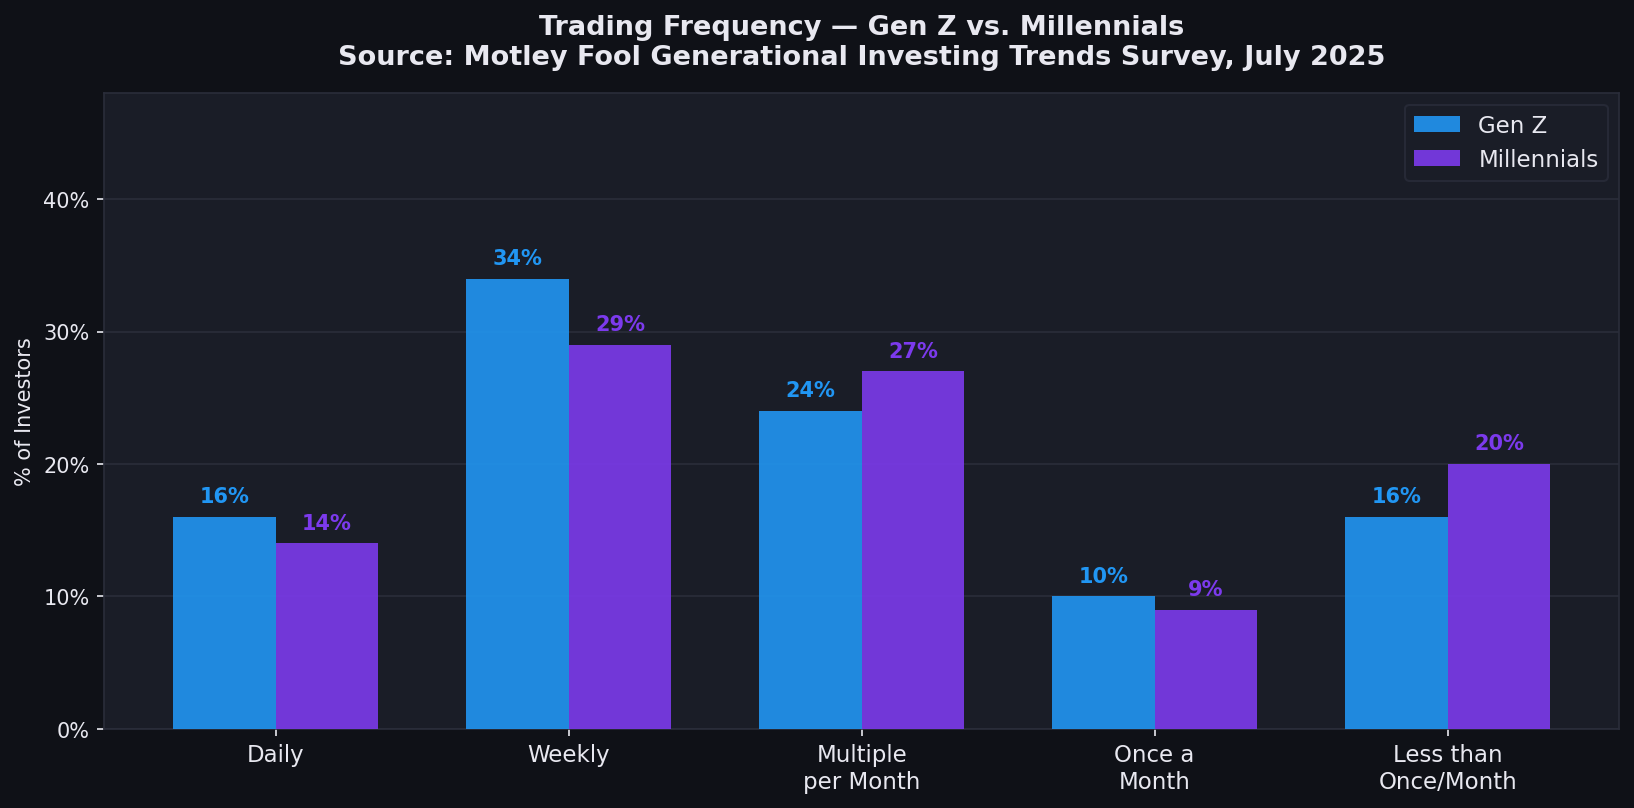 Trading Frequency — Gen Z vs. Millennials
Source: Motley Fool Generational Investing Trends Survey, July 2025
Gen Z
Millennials
% of Investors
40%
30%
20%
10%
0%
16%
14%
34%
29%
24%
27%
10%
9%
16%
20%
Daily
Weekly
Multiple
per Month
Once a
Month
Less than
Once/Month